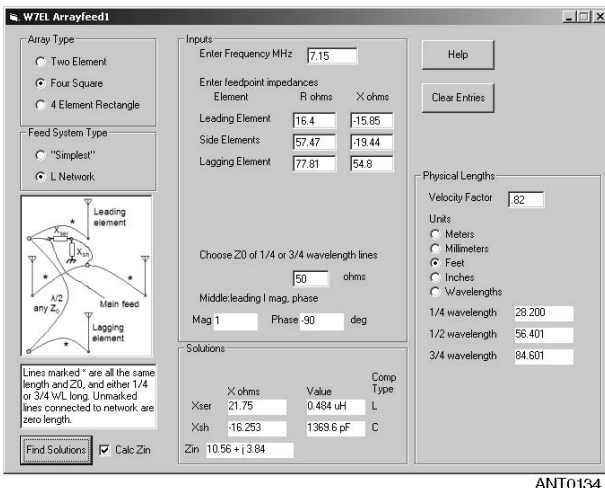 W7EL Arrayfeed1
Array Type
Two Element
Four Square
4 Element Rectangle
Feed System Type
"Simplest"
L Network
Leading
element
Xser
Xsh
λ/2
any Z0
Main feed
Lagging
element
Lines marked * are all the same
length and Z0, and either 1/4
or 3/4 WL long. Unmarked
lines connected to network are
zero length.
Find Solutions
Calc Zin
Inputs
Enter Frequency MHz 7.15
Enter feedpoint impedances
Element R ohms X ohms
Leading Element 16.4 -15.85
Side Elements 57.47 -19.44
Lagging Element 77.81 54.8
Choose Z0 of 1/4 or 3/4 wavelength lines
50 ohms
Middle:leading I mag, phase
Mag 1 Phase -90 deg
Solutions
X ohms Value Comp Type
Xser 21.75 0.484 uH L
Xsh -16.253 1369.6 pF C
Zin 10.56 + j 3.84
Help
Clear Entries
Physical Lengths
Velocity Factor .82
Units
Meters
Millimeters
Feet
Inches
Wavelengths
1/4 wavelength 28.200
1/2 wavelength 56.401
3/4 wavelength 84.601
ANT0134